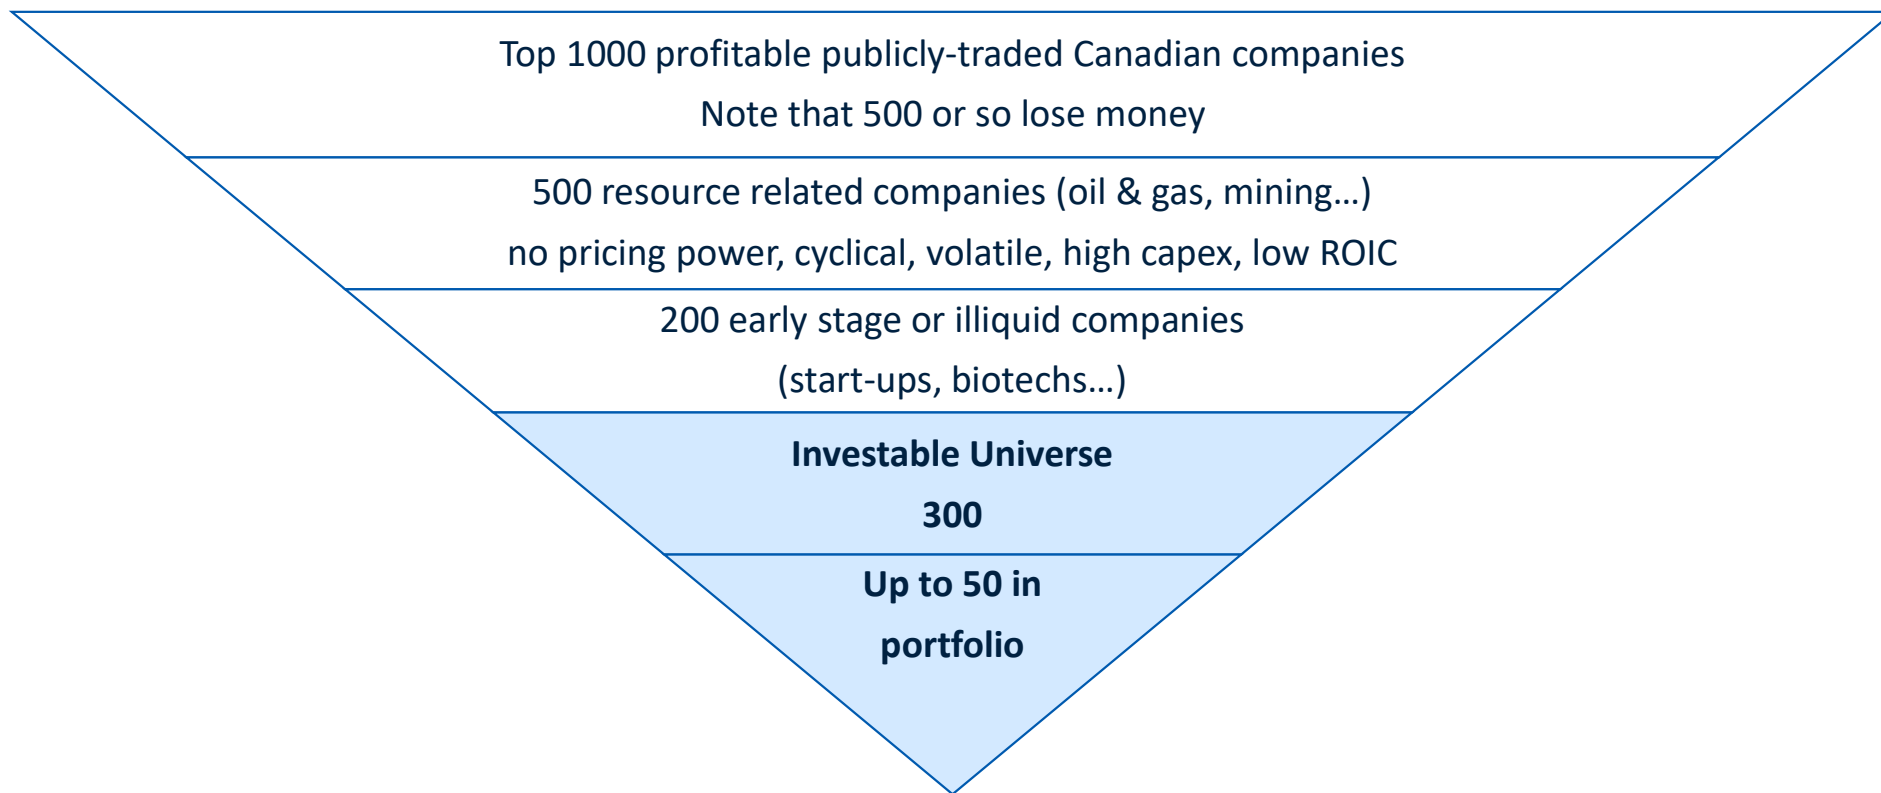 Top 1000 profitable publicly-traded Canadian companies
Note that 500 or so lose money
500 resource related companies (oil & gas, mining…)
no pricing power, cyclical, volatile, high capex, low ROIC
200 early stage or illiquid companies
(start-ups, biotechs…)
Investable Universe
300
Up to 50 in
portfolio